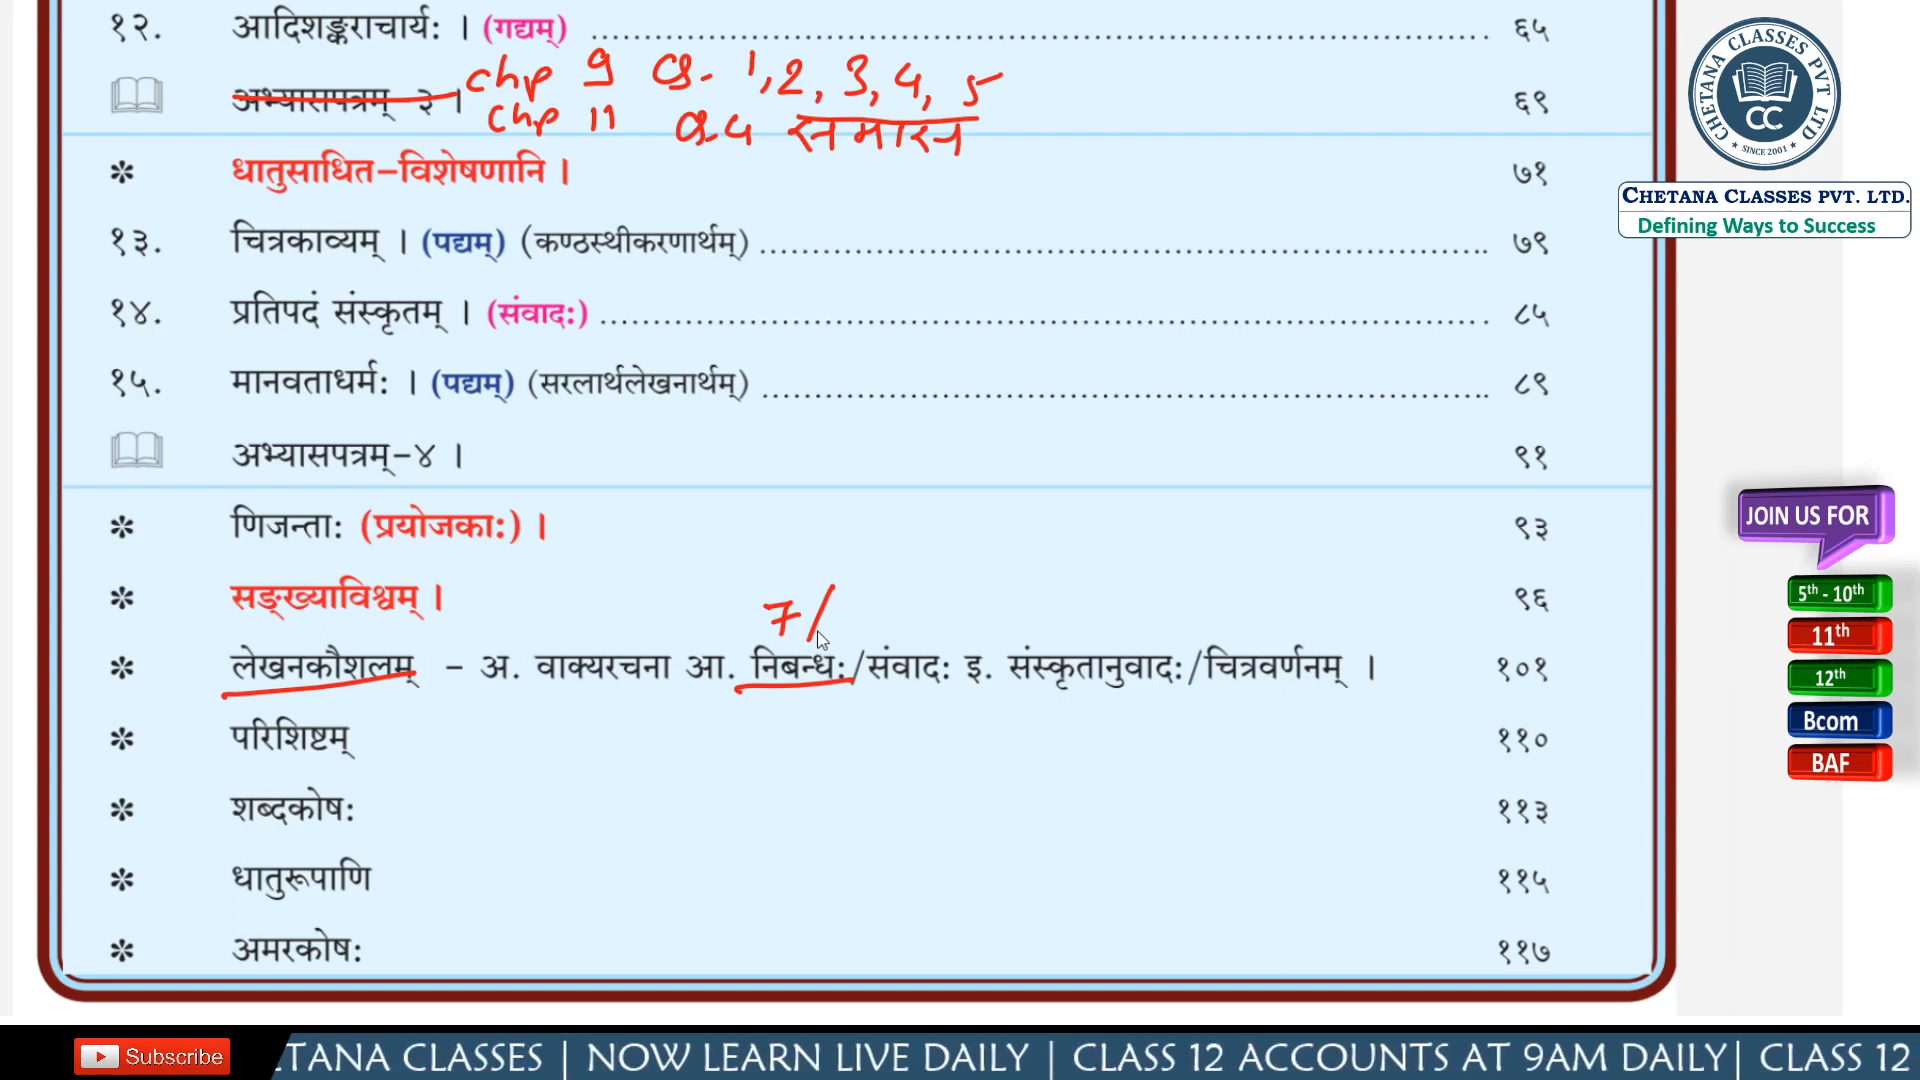 १२. आदिशङ्कराचार्यः । (गद्यम्) ........ ६५
chp 9 Q. 1, 2, 3, 4, 5
अभ्यासपत्रम् ३ । ६९
chp 11 Q.4 समास
* धातुसाधित-विशेषणानि । ७१
१३. चित्रकाव्यम् । (पद्यम्) (कण्ठस्थीकरणार्थम्) ........ ७९
१४. प्रतिपदं संस्कृतम् । (संवादः) ........ ८५
१५. मानवताधर्मः । (पद्यम्) (सरलार्थलेखनार्थम्) ........ ८९
अभ्यासपत्रम्-४ । ९१
* णिजन्ताः (प्रयोजकाः) । ९३
* सङ्ख्याविश्वम् । ९६
7/
* लेखनकौशलम् - अ. वाक्यरचना आ. निबन्धः/संवादः इ. संस्कृतानुवादः/चित्रवर्णनम् । १०१
* परिशिष्टम् ११०
* शब्दकोषः ११३
* धातुरूपाणि ११५
* अमरकोषः ११७
CHETANA CLASSES PVT LTD
CC
★ SINCE 2001 ★
CHETANA CLASSES PVT. LTD.
Defining Ways to Success
JOIN US FOR
5th - 10th
11th
12th
Bcom
BAF
Subscribe
ETANA CLASSES | NOW LEARN LIVE DAILY | CLASS 12 ACCOUNTS AT 9AM DAILY| CLASS 12